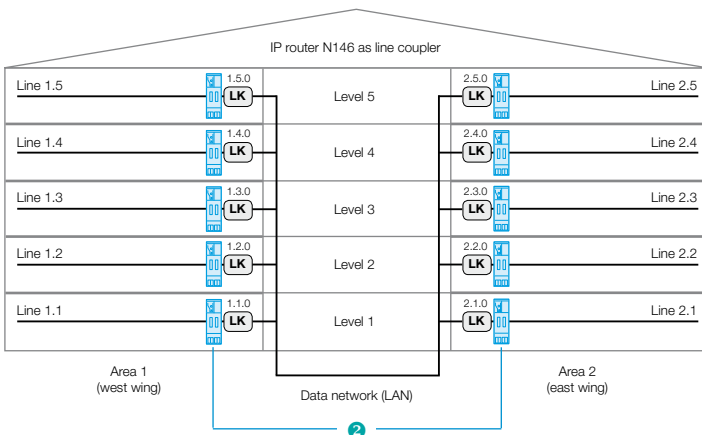 IP router N146 as line coupler
Line 1.5
1.5.0
LK
Level 5
2.5.0
LK
Line 2.5
Line 1.4
1.4.0
LK
Level 4
2.4.0
LK
Line 2.4
Line 1.3
1.3.0
LK
Level 3
2.3.0
LK
Line 2.3
Line 1.2
1.2.0
LK
Level 2
2.2.0
LK
Line 2.2
Line 1.1
1.1.0
LK
Level 1
2.1.0
LK
Line 2.1
Area 1
(west wing)
Data network (LAN)
Area 2
(east wing)
2